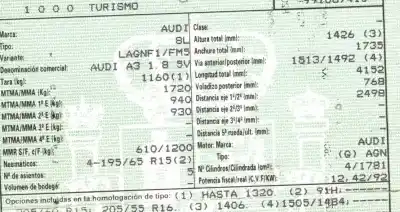 1 0 0 0 TURISMO
Marca: AUDI Clase:
Tipo: 8L Altura total (mm): 1426 (3)
Variante: LAGNF1/FM5 Anchura total (mm): 1735
Denominación comercial: AUDI A3 1.8 5V Vía anterior/posterior (mm): 1513/1492 (4)
Tara (kg): 1160(1) Longitud total (mm): 4152
MTMA/MMA (Kg): 1720 Voladizo posterior (mm): 768
MTMA/MMA 1º E (kg): 940 Distancia eje 1º/2º (mm): 2498
MTMA/MMA 2º E (kg): 930 Distancia eje 2º/3º (mm):
MTMA/MMA 3º E (kg): Distancia eje 3º/4º (mm):
MTMA/MMA 4º E (kg): Distancia 5ª rueda/últ. (mm):
MMR S/F. c/F (kg): 610/1200 Motor: Marca: AUDI
Neumáticos: 4-195/65 R15(2) Tipo: (G) AGN
Nº de asientos: 5 Nº Cilindros/Cilindrada (cm³): 4/1781
Volumen de bodega: Potencia fiscal/real (C.V.F/KW): 12,42/92
Opciones incluidas en la homologación de tipo: (1) HASTA 1320. (2) 91H:
R15; 205/55 R16. (3) 1406. (4)1505/1484;